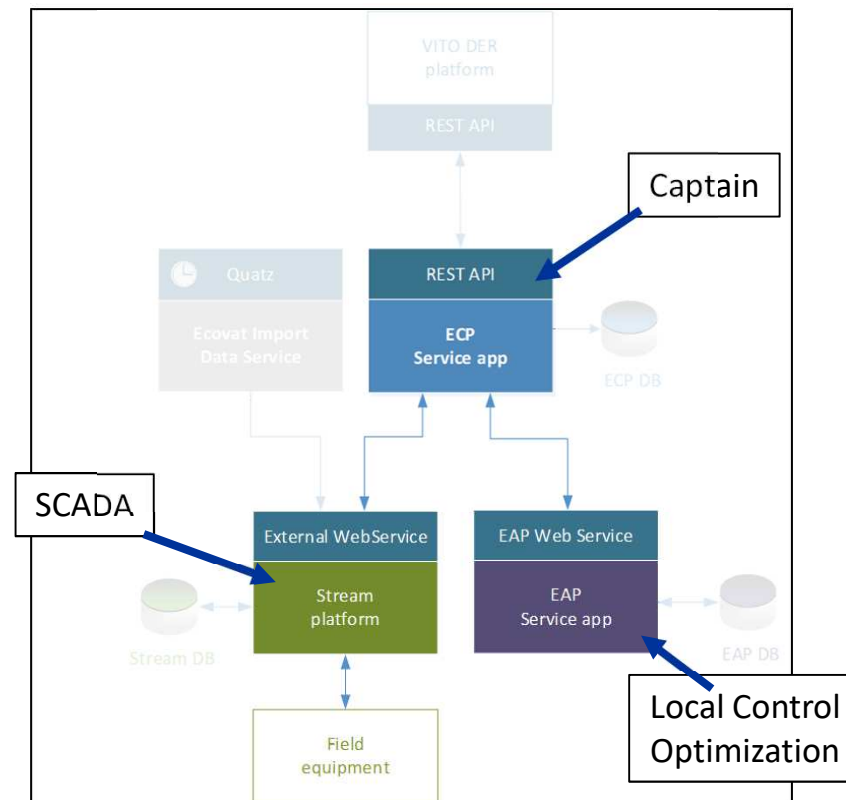 VITO DER
platform
REST API
Captain
Quatz
REST API
Ecovat Import
Data Service
ECP
Service app
ECP DB
SCADA
External WebService
EAP Web Service
Stream
platform
EAP
Service app
Stream DB
EAP DB
Local Control
Optimization
Field
equipment